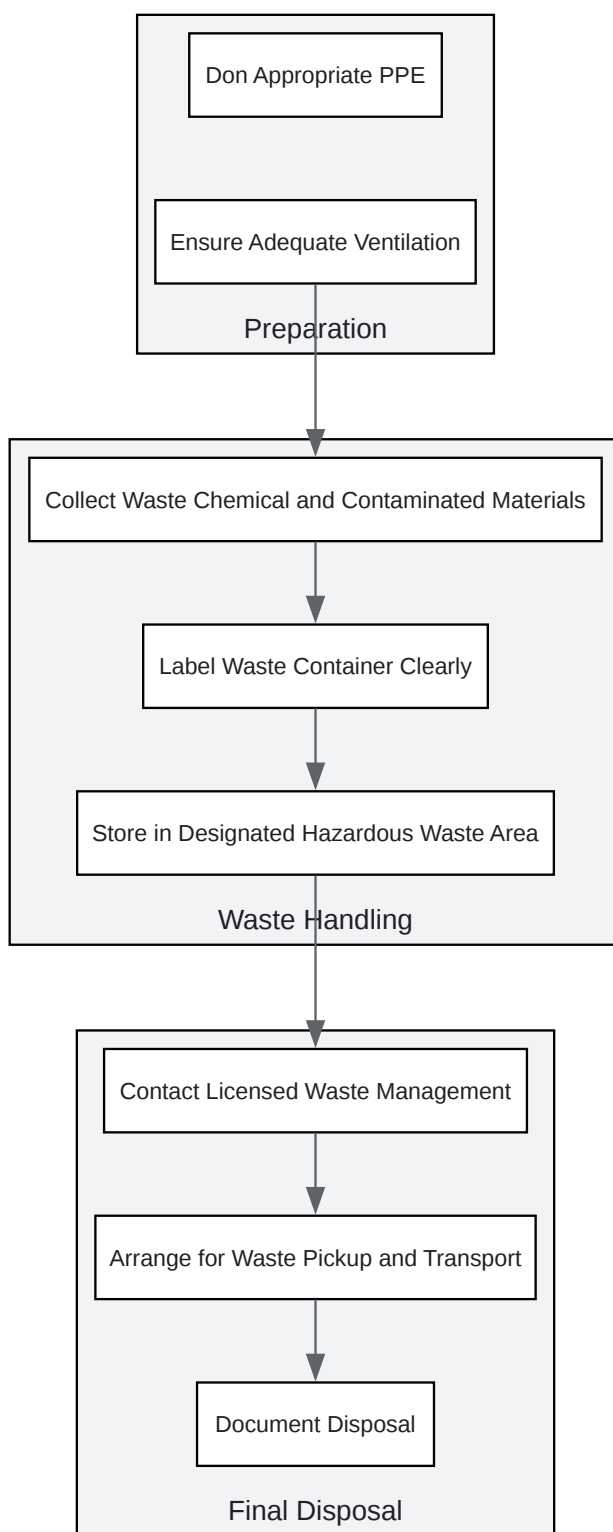 Don Appropriate PPE
Ensure Adequate Ventilation
Preparation
Collect Waste Chemical and Contaminated Materials
Label Waste Container Clearly
Store in Designated Hazardous Waste Area
Waste Handling
Contact Licensed Waste Management
Arrange for Waste Pickup and Transport
Document Disposal
Final Disposal